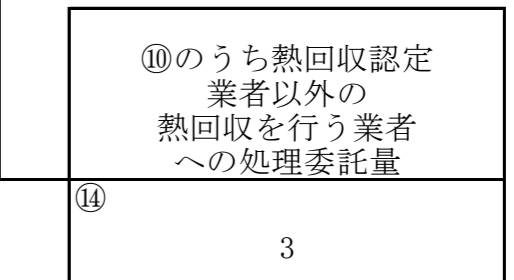 ⑩のうち熱回収認定
業者以外の
熱回収を行う業者
への処理委託量
⑭
3